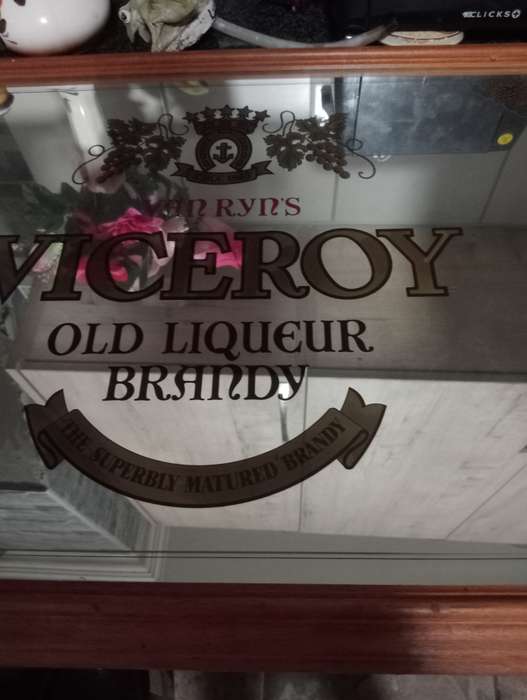 CLICKS
VAN RYN'S
VICEROY
OLD LIQUEUR
BRANDY
THE SUPERBLY MATURED BRANDY